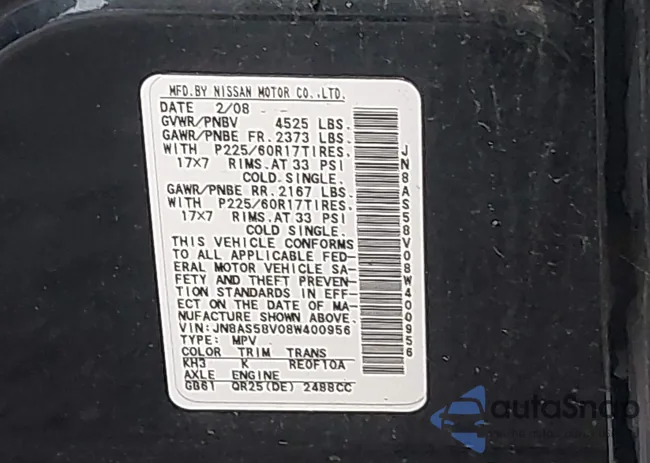 MFD.BY NISSAN MOTOR CO.,LTD.
DATE 2/08
GVWR/PNBV 4525 LBS.
GAWR/PNBE FR. 2373 LBS.
WITH P225/60R17TIRES.
17×7 RIMS.AT 33 PSI
COLD SINGLE.
GAWR/PNBE RR. 2167 LBS.
WITH P225/60R17TIRES.
17×7 RIMS.AT 33 PSI
COLD SINGLE.
THIS VEHICLE CONFORMS
TO ALL APPLICABLE FED-
ERAL MOTOR VEHICLE SA-
FETY AND THEFT PREVEN-
TION STANDARDS IN EFF-
ECT ON THE DATE OF MA-
NUFACTURE SHOWN ABOVE.
VIN:JN8AS58V08W400956
TYPE: MPV
COLOR TRIM TRANS
KH3 K RE0F10A
AXLE ENGINE
GB61 QR25(DE) 2488CC
JN8AS58V08W400956
autoSnap